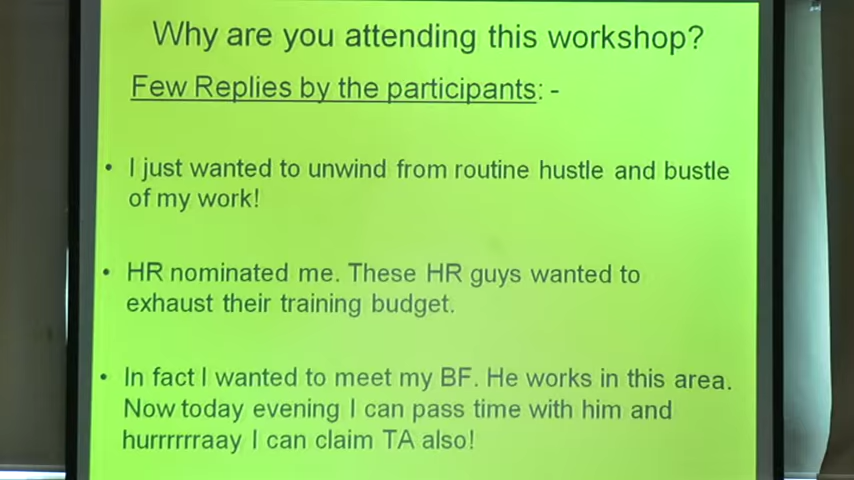 Why are you attending this workshop?
Few Replies by the participants: -
• I just wanted to unwind from routine hustle and bustle
of my work!
• HR nominated me. These HR guys wanted to
exhaust their training budget.
• In fact I wanted to meet my BF. He works in this area.
Now today evening I can pass time with him and
hurrrrrraay I can claim TA also!